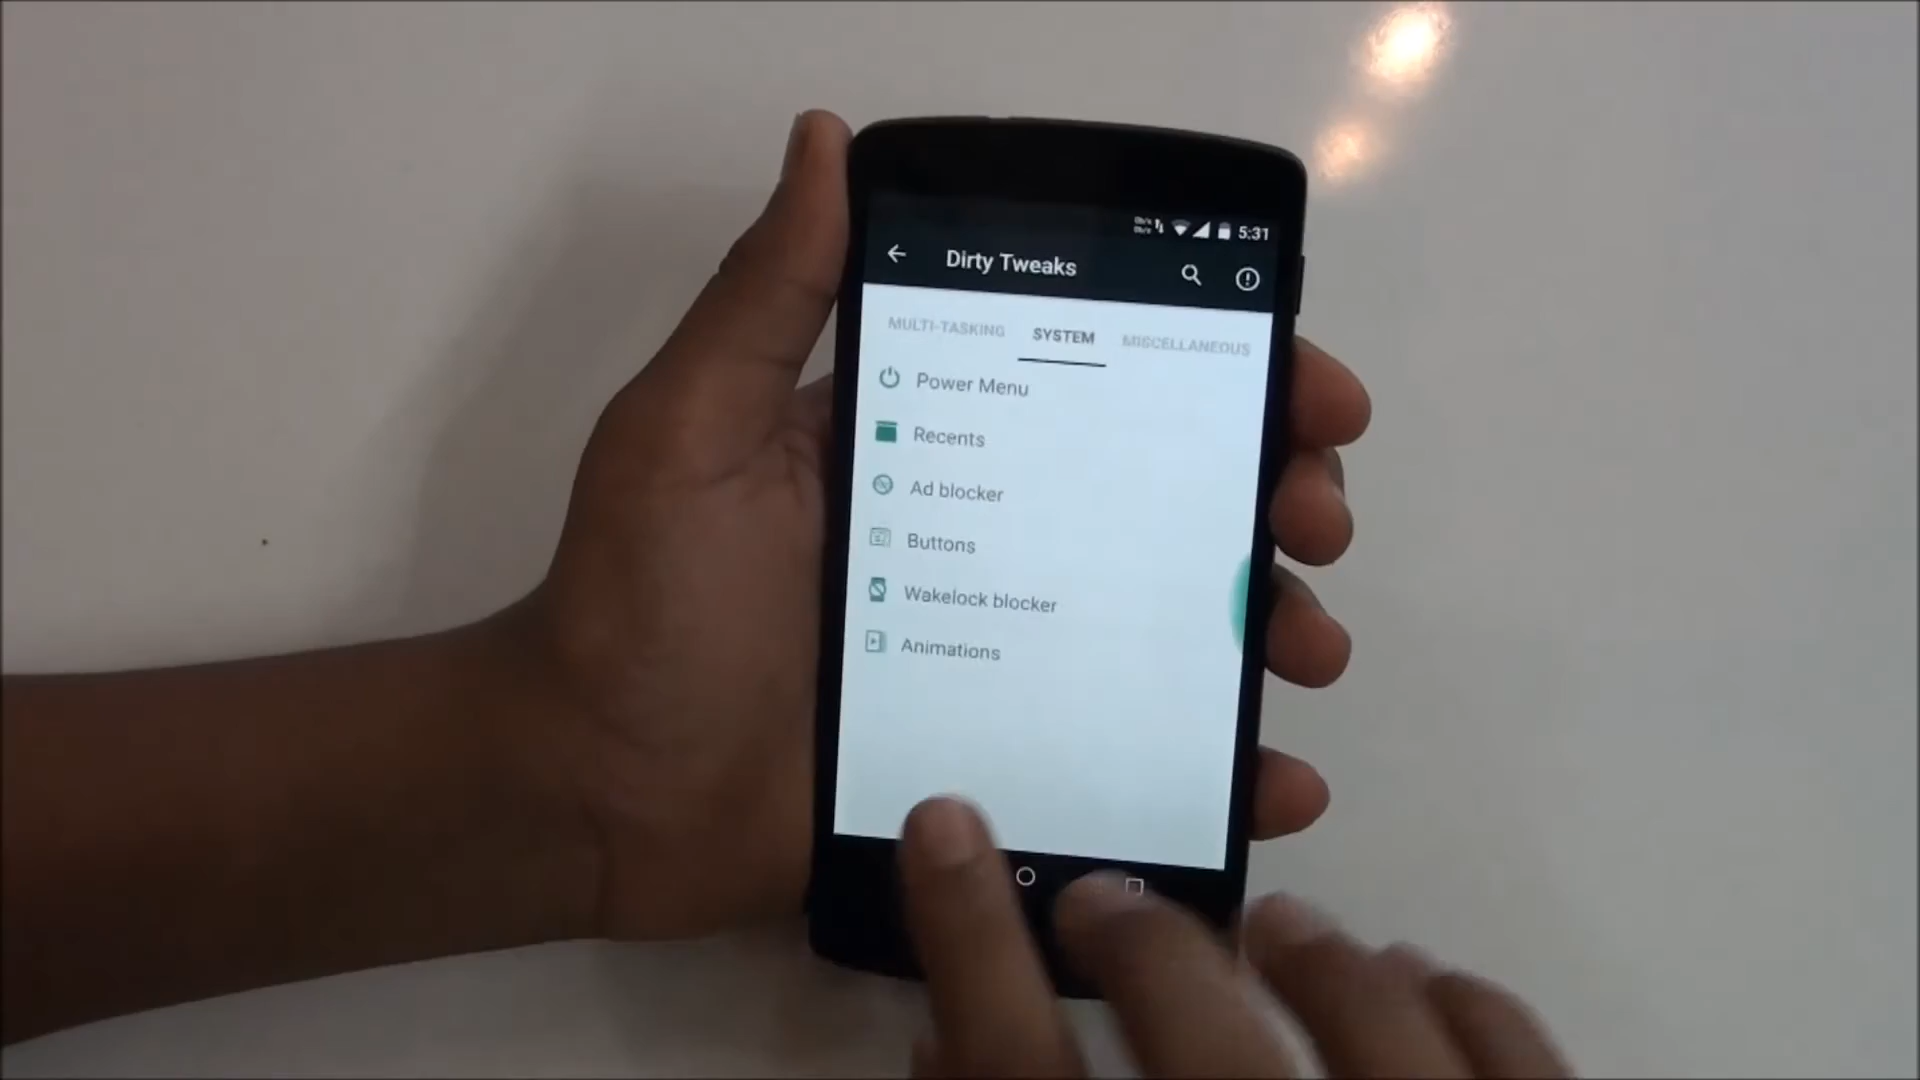 5:31
Dirty Tweaks
MULTI-TASKING SYSTEM MISCELLANEOUS
Power Menu
Recents
Ad blocker
Buttons
Wakelock blocker
Animations